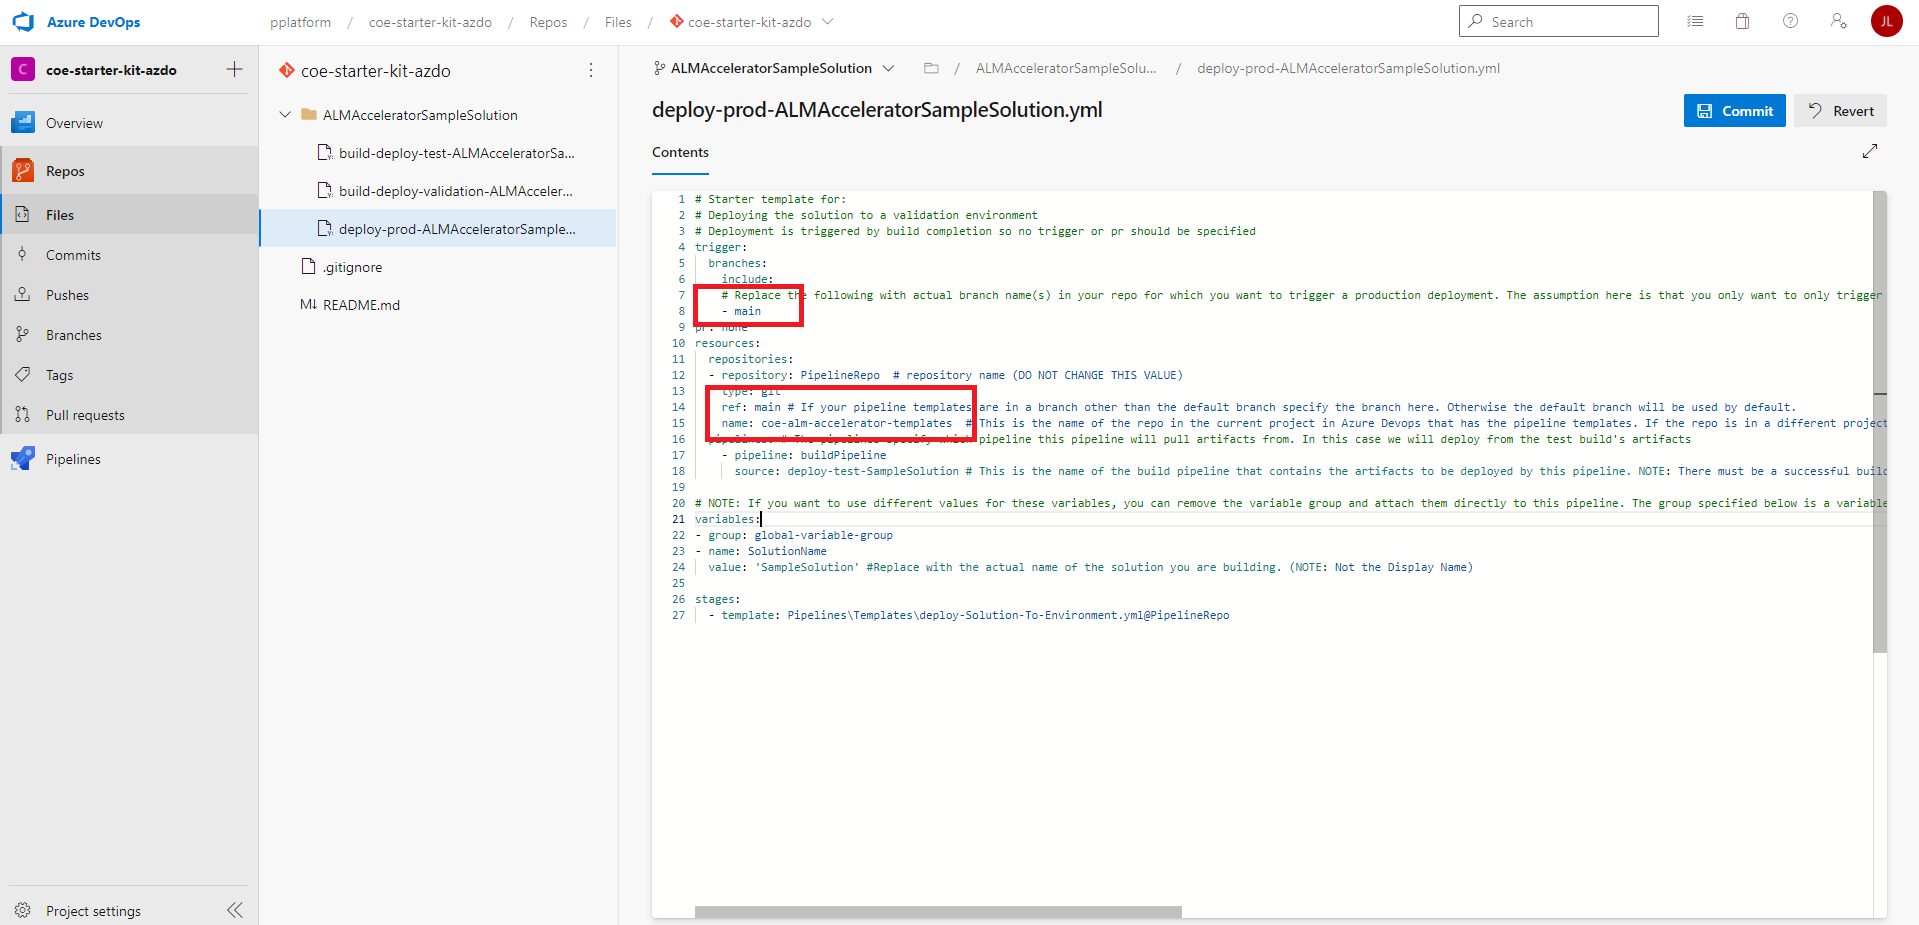 Azure DevOps
pplatform / coe-starter-kit-azdo / Repos / Files / coe-starter-kit-azdo
Search
JL
C coe-starter-kit-azdo
Overview
Repos
Files
Commits
Pushes
Branches
Tags
Pull requests
Pipelines
Project settings
coe-starter-kit-azdo
ALMAcceleratorSampleSolution
build-deploy-test-ALMAcceleratorSa...
build-deploy-validation-ALMAcceler...
deploy-prod-ALMAcceleratorSample...
.gitignore
M↓ README.md
ALMAcceleratorSampleSolution / ALMAcceleratorSampleSolu... / deploy-prod-ALMAcceleratorSampleSolution.yml
deploy-prod-ALMAcceleratorSampleSolution.yml
Commit
Revert
Contents
1 # Starter template for:
2 # Deploying the solution to a validation environment
3 # Deployment is triggered by build completion so no trigger or pr should be specified
4 trigger:
5 branches:
6 include:
7 # Replace the following with actual branch name(s) in your repo for which you want to trigger a production deployment. The assumption here is that you only want to only trigger
8 - main
9 pr: none
10 resources:
11 repositories:
12 - repository: PipelineRepo # repository name (DO NOT CHANGE THIS VALUE)
13 type: git
14 ref: main # If your pipeline templates are in a branch other than the default branch specify the branch here. Otherwise the default branch will be used by default.
15 name: coe-alm-accelerator-templates # This is the name of the repo in the current project in Azure Devops that has the pipeline templates. If the repo is in a different project
16 pipelines: # The pipelines specify which pipeline this pipeline will pull artifacts from. In this case we will deploy from the test build's artifacts
17 - pipeline: buildPipeline
18 source: deploy-test-SampleSolution # This is the name of the build pipeline that contains the artifacts to be deployed by this pipeline. NOTE: There must be a successful build
19
20 # NOTE: If you want to use different values for these variables, you can remove the variable group and attach them directly to this pipeline. The group specified below is a variable
21 variables:
22 - group: global-variable-group
23 - name: SolutionName
24 value: 'SampleSolution' #Replace with the actual name of the solution you are building. (NOTE: Not the Display Name)
25
26 stages:
27 - template: Pipelines\Templates\deploy-Solution-To-Environment.yml@PipelineRepo